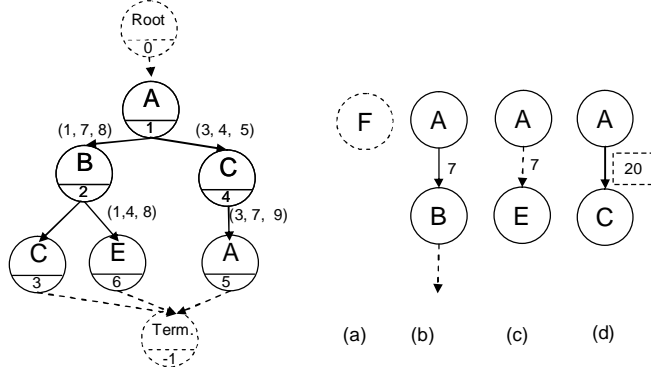 Root
0
A
1
(1, 7, 8)
(3, 4, 5)
B
2
C
4
(1,4, 8)
(3, 7, 9)
C
3
E
6
A
5
Term.
-1
F
A
7
B
A
7
E
A
20
C
(a)
(b)
(c)
(d)